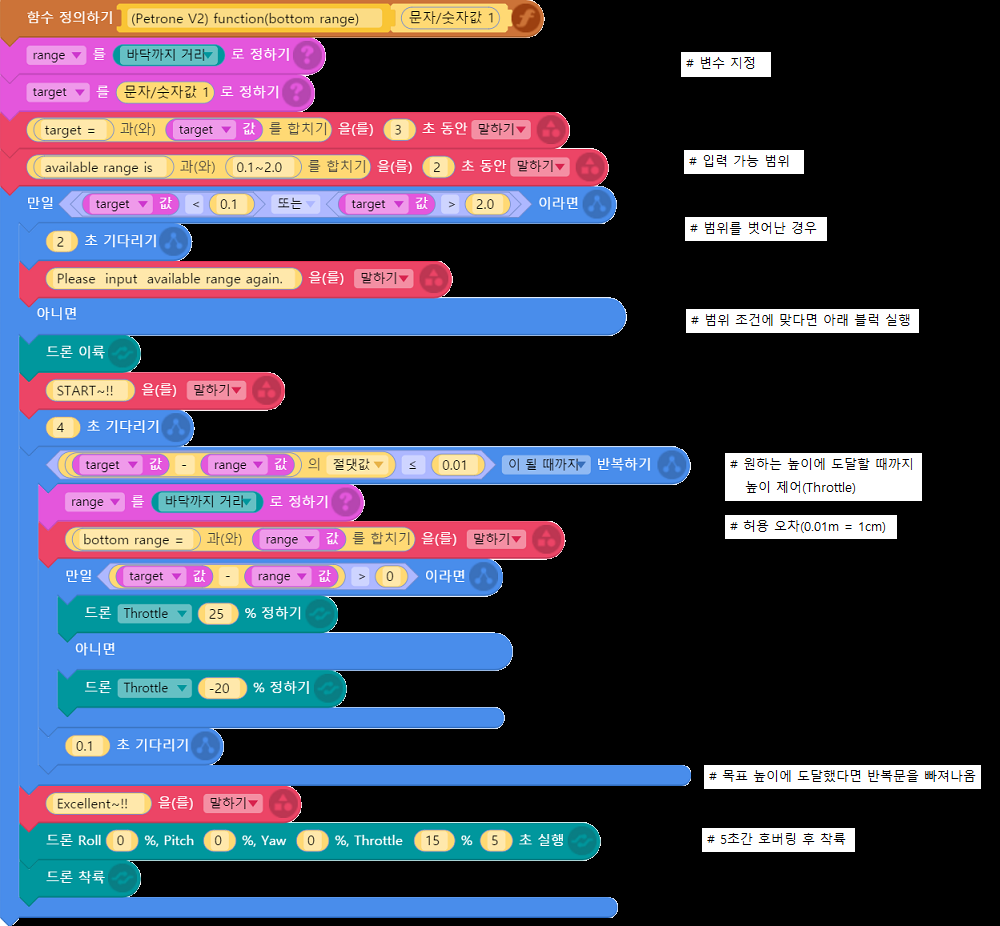 함수 정의하기 (Petrone V2) function(bottom range) 문자/숫자값 1
range 를 바닥까지 거리 로 정하기 ?
# 변수 지정
target 를 문자/숫자값 1 로 정하기 ?
target = 과(와) target 값 를 합치기 을(를) 3 초 동안 말하기
available range is 과(와) 0.1~2.0 를 합치기 을(를) 2 초 동안 말하기
# 입력 가능 범위
만일 target 값 < 0.1 또는 target 값 > 2.0 이라면
# 범위를 벗어난 경우
2 초 기다리기
Please input available range again. 을(를) 말하기
아니면
# 범위 조건에 맞다면 아래 블럭 실행
드론 이륙
START~!! 을(를) 말하기
4 초 기다리기
target 값 - range 값 의 절댓값 ≤ 0.01 이 될 때까지 반복하기
# 원하는 높이에 도달할 때까지
높이 제어(Throttle)
range 를 바닥까지 거리 로 정하기 ?
# 허용 오차(0.01m = 1cm)
bottom range = 과(와) range 값 를 합치기 을(를) 말하기
만일 target 값 - range 값 > 0 이라면
드론 Throttle 25 % 정하기
아니면
드론 Throttle -20 % 정하기
0.1 초 기다리기
# 목표 높이에 도달했다면 반복문을 빠져나옴
Excellent~!! 을(를) 말하기
드론 Roll 0 %, Pitch 0 %, Yaw 0 %, Throttle 15 % 5 초 실행
# 5초간 호버링 후 착륙
드론 착륙